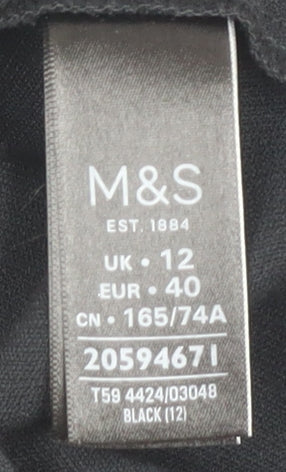 M&S
EST. 1884
UK • 12
EUR • 40
CN • 165/74A
20594671
T59 4424/03048
BLACK (12)